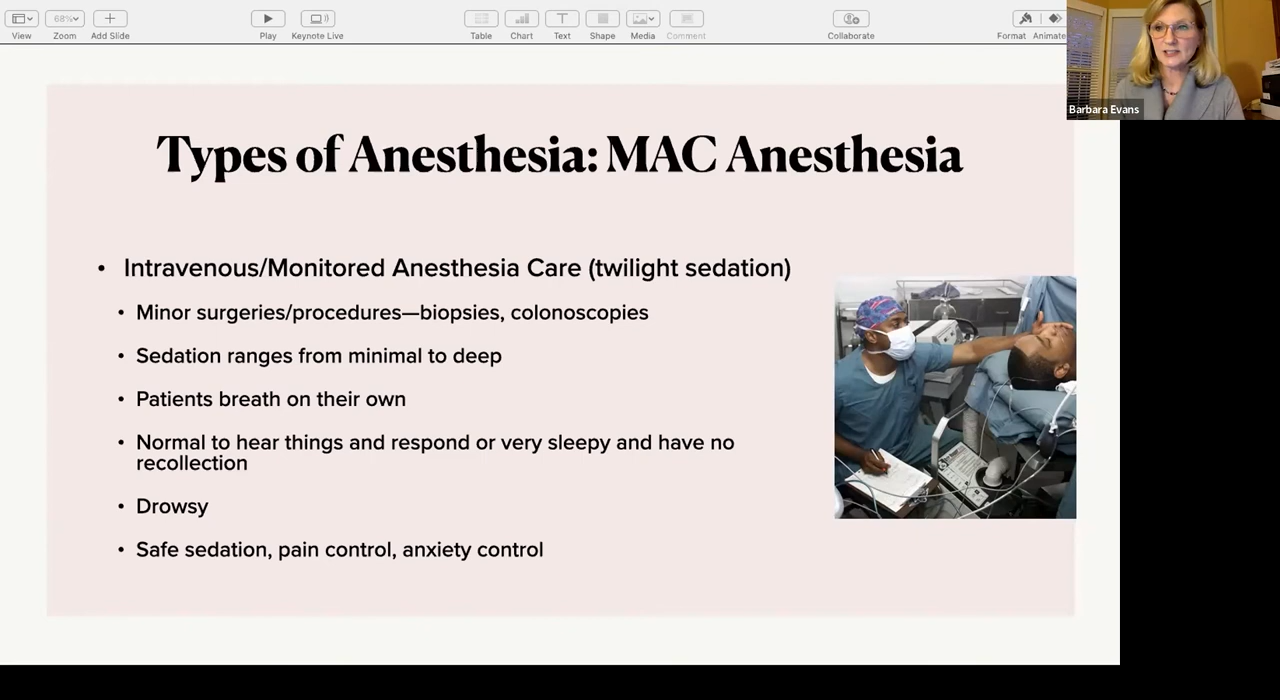 View
68%
Zoom
Add Slide
Play
Keynote Live
Table
Chart
Text
Shape
Media
Comment
Collaborate
Format
Animate
Barbara Evans
Types of Anesthesia: MAC Anesthesia
• Intravenous/Monitored Anesthesia Care (twilight sedation)
• Minor surgeries/procedures—biopsies, colonoscopies
• Sedation ranges from minimal to deep
• Patients breath on their own
• Normal to hear things and respond or very sleepy and have no
recollection
• Drowsy
• Safe sedation, pain control, anxiety control